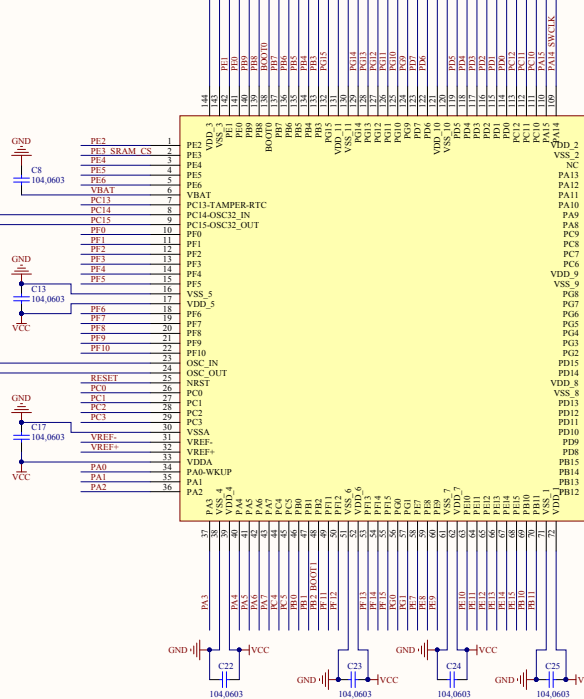 PE1
PE0
PB9
PB8
BOOT0
PB7
PB6
PB5
PB4
PB3
PG15
PG14
PG13
PG12
PG11
PG10
PG9
PD7
PD6
PD5
PD4
PD3
PD2
PD1
PD0
PC12
PC11
PC10
PA15
PA14 SWCLK
144
143
142
141
140
139
138
137
136
135
134
133
132
131
130
129
128
127
126
125
124
123
122
121
120
119
118
117
116
115
114
113
112
111
110
109
VDD_3
VSS_3
PE1
PE0
PB9
PB8
BOOT0
PB7
PB6
PB5
PB4
PB3
PG15
VDD_11
VSS_11
PG14
PG13
PG12
PG11
PG10
PG9
PD7
PD6
VDD_10
VSS_10
PD5
PD4
PD3
PD2
PD1
PD0
PC12
PC11
PC10
PA15
PA14
PE2 1 PE2
PE3 SRAM_CS 2 PE3
PE4 3 PE4
PE5 4 PE5
PE6 5 PE6
VBAT 6 VBAT
PC13 7 PC13-TAMPER-RTC
PC14 8 PC14-OSC32_IN
PC15 9 PC15-OSC32_OUT
PF0 10 PF0
PF1 11 PF1
PF2 12 PF2
PF3 13 PF3
PF4 14 PF4
PF5 15 PF5
16 VSS_5
17 VDD_5
PF6 18 PF6
PF7 19 PF7
PF8 20 PF8
PF9 21 PF9
PF10 22 PF10
23 OSC_IN
24 OSC_OUT
RESET 25 NRST
PC0 26 PC0
PC1 27 PC1
PC2 28 PC2
PC3 29 PC3
30 VSSA
VREF- 31 VREF-
VREF+ 32 VREF+
33 VDDA
PA0 34 PA0-WKUP
PA1 35 PA1
PA2 36 PA2
GND
C8
104,0603
GND
C13
104,0603
VCC
GND
C17
104,0603
VCC
VDD_2
VSS_2
NC
PA13
PA12
PA11
PA10
PA9
PA8
PC9
PC8
PC7
PC6
VDD_9
VSS_9
PG8
PG7
PG6
PG5
PG4
PG3
PG2
PD15
PD14
VDD_8
VSS_8
PD13
PD12
PD11
PD10
PD9
PD8
PB15
PB14
PB13
PB12
PA3
VSS_4
VDD_4
PA4
PA5
PA6
PA7
PC4
PC5
PB0
PB1
PB2
PF11
PF12
VSS_6
VDD_6
PF13
PF14
PF15
PG0
PG1
PE7
PE8
PE9
VSS_7
VDD_7
PE10
PE11
PE12
PE13
PE14
PE15
PB10
PB11
VSS_1
VDD_1
37
38
39
40
41
42
43
44
45
46
47
48
49
50
51
52
53
54
55
56
57
58
59
60
61
62
63
64
65
66
67
68
69
70
71
72
PA3
PA4
PA5
PA6
PA7
PC4
PC5
PB0
PB1
PB2 BOOT1
PF11
PF12
PF13
PF14
PF15
PG0
PG1
PE7
PE8
PE9
PE10
PE11
PE12
PE13
PE14
PE15
PB10
PB11
GND VCC
C22
104,0603
GND
C23
104,0603
GND VCC
C24
104,0603
GND
C25
104,0603